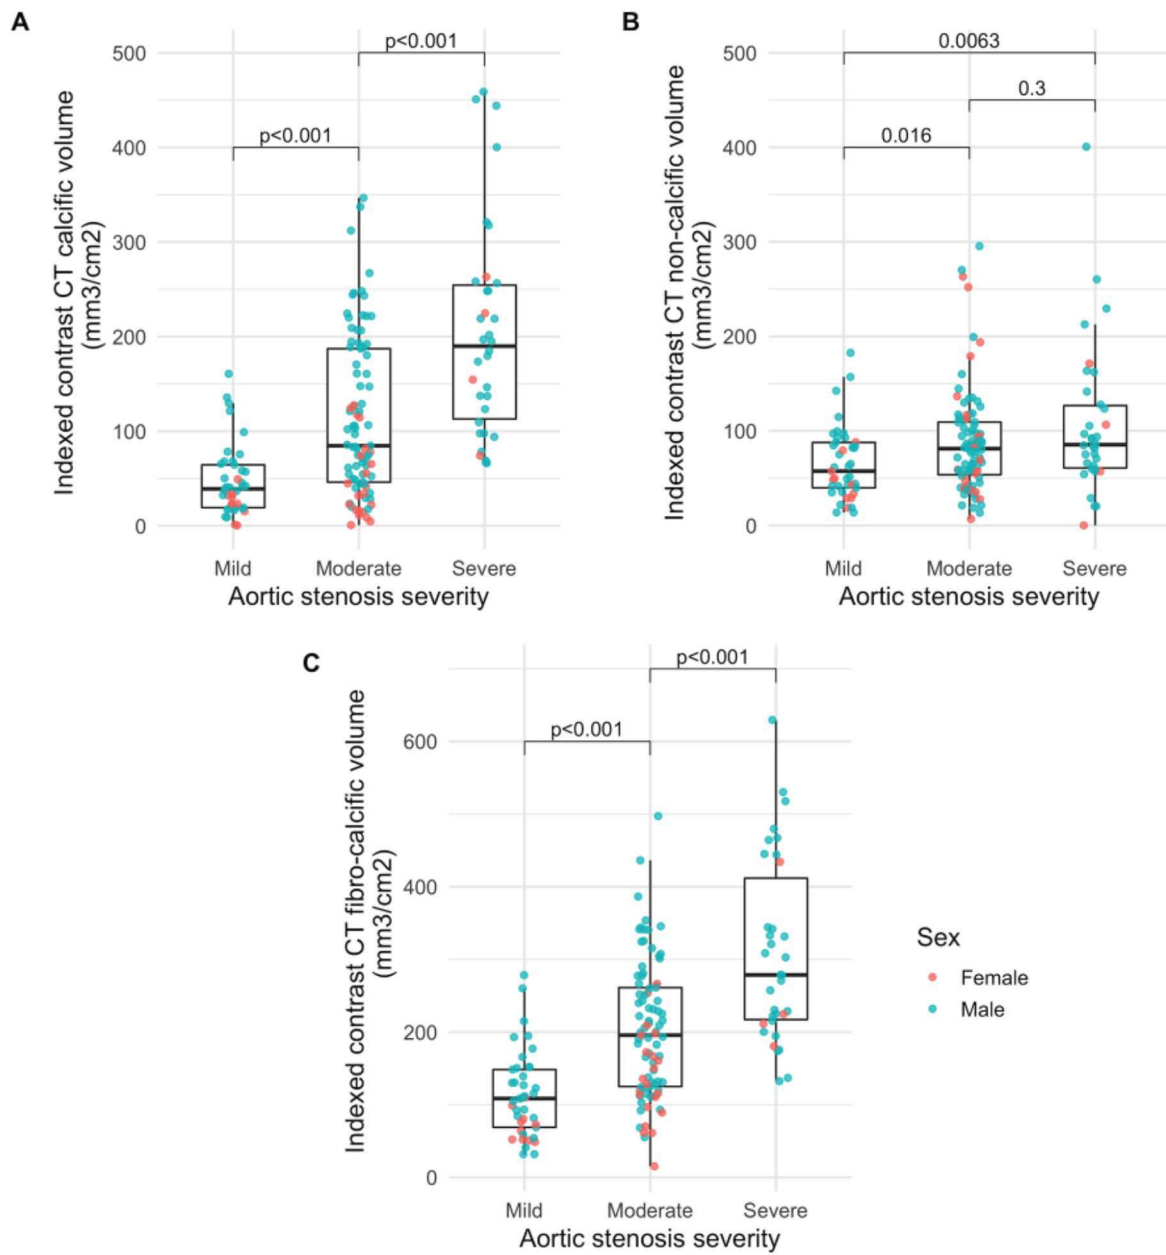 A
Indexed contrast CT calcific volume
(mm3/cm2)
500
400
300
200
100
0
p<0.001
p<0.001
Mild
Moderate
Severe
Aortic stenosis severity
B
Indexed contrast CT non-calcific volume
(mm3/cm2)
500
400
300
200
100
0
0.0063
0.3
0.016
Mild
Moderate
Severe
Aortic stenosis severity
C
Indexed contrast CT fibro-calcific volume
(mm3/cm2)
600
400
200
0
p<0.001
p<0.001
Mild
Moderate
Severe
Aortic stenosis severity
Sex
Female
Male